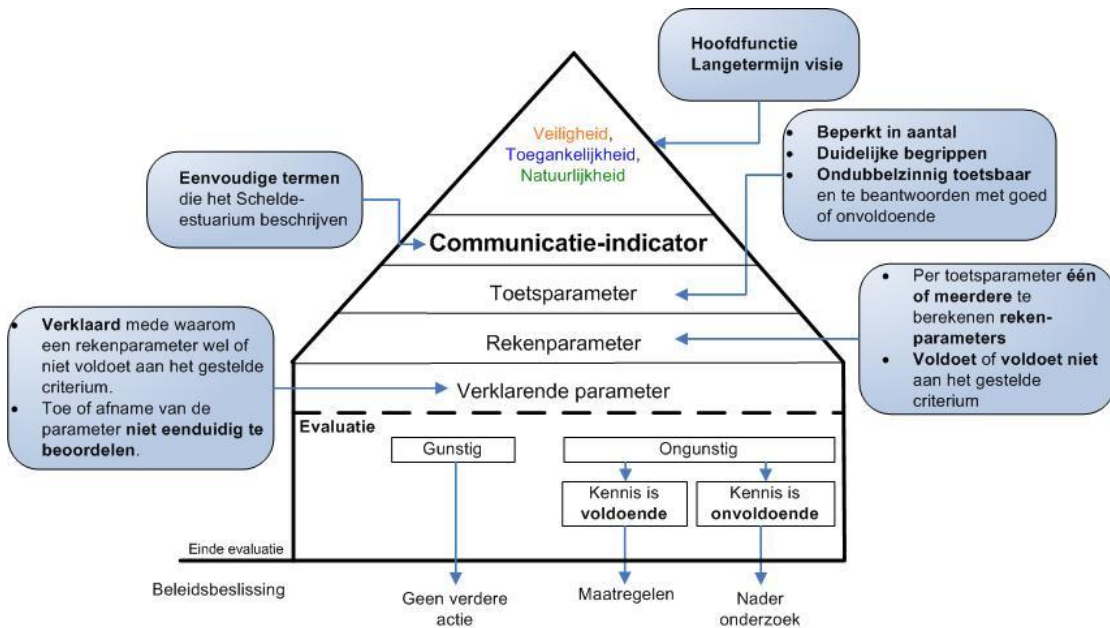 Hoofdfunctie
Langetermijn visie
Veiligheid,
Toegankelijkheid,
Natuurlijkheid
• Beperkt in aantal
• Duidelijke begrippen
• Ondubbelzinnig toetsbaar
en te beantwoorden met goed
of onvoldoende
Eenvoudige termen
die het Schelde-
estuarium beschrijven
Communicatie-indicator
Toetsparameter
• Per toetsparameter één
of meerdere te
berekenen reken-
parameters
• Voldoet of voldoet niet
aan het gestelde
criterium
Rekenparameter
• Verklaard mede waarom
een rekenparameter wel of
niet voldoet aan het gestelde
criterium.
• Toe of afname van de
parameter niet eenduidig te
beoordelen.
Verklarende parameter
Evaluatie
Gunstig
Ongunstig
Kennis is
voldoende
Kennis is
onvoldoende
Einde evaluatie
Beleidsbeslissing
Geen verdere
actie
Maatregelen
Nader
onderzoek